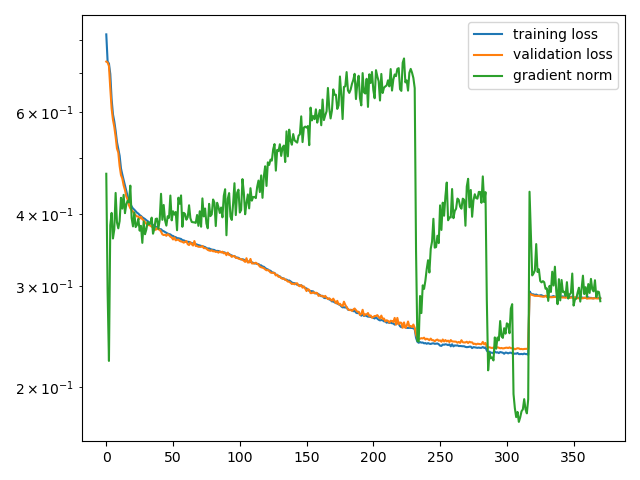 training loss
validation loss
gradient norm
6 × 10⁻¹
4 × 10⁻¹
3 × 10⁻¹
2 × 10⁻¹
0 50 100 150 200 250 300 350